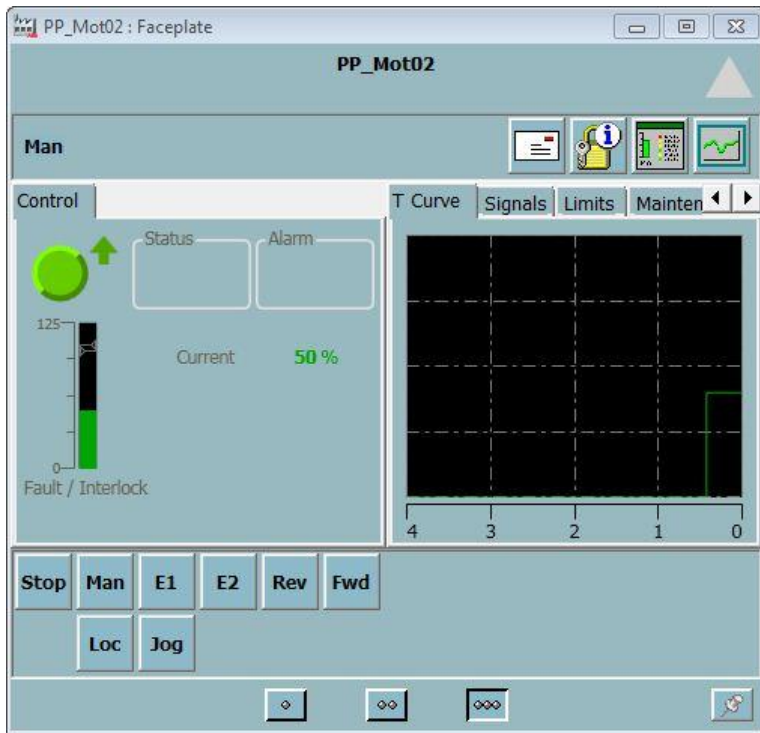 PP_Mot02 : Faceplate
PP_Mot02
Man
Control
T Curve Signals Limits Mainten
Status Alarm
125
Current 50 %
0
Fault / Interlock
4 3 2 1 0
Stop Man E1 E2 Rev Fwd
Loc Jog